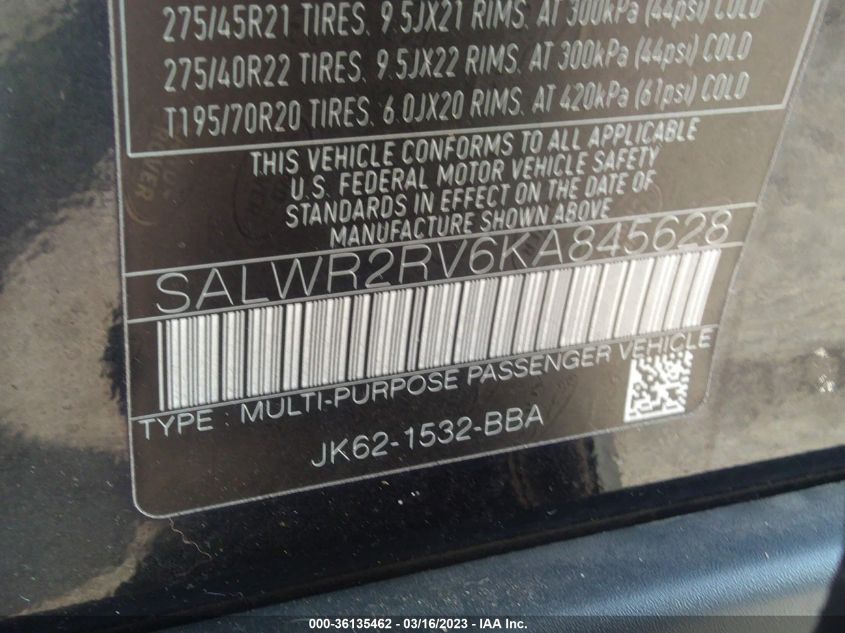 275/45R21 TIRES. 9.5JX21 RIMS. AT 300kPa (44psi) COLD
275/40R22 TIRES. 9.5JX22 RIMS. AT 300kPa (44psi) COLD
T195/70R20 TIRES. 6.0JX20 RIMS. AT 420kPa (61psi) COLD
THIS VEHICLE CONFORMS TO ALL APPLICABLE
U.S. FEDERAL MOTOR VEHICLE SAFETY
STANDARDS IN EFFECT ON THE DATE OF
MANUFACTURE SHOWN ABOVE
SALWR2RV6KA845628
TYPE : MULTI-PURPOSE PASSENGER VEHICLE
JK62-1532-BBA
000-36135462 - 03/16/2023 - IAA Inc.